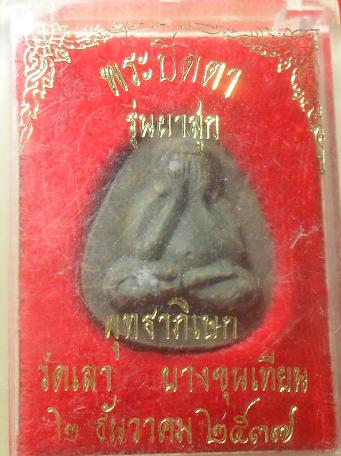 พระปิดตา
รุ่นผาสุก
พุทธาภิเษก
วัดเลา บางขุนเทียน
๒ ธันวาคม ๒๕๓๗